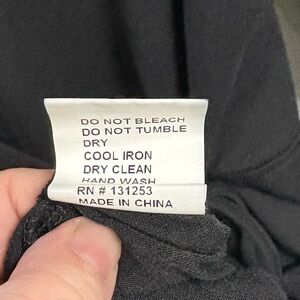 DO NOT BLEACH
DO NOT TUMBLE
DRY
COOL IRON
DRY CLEAN
HAND WASH
RN # 131253
MADE IN CHINA